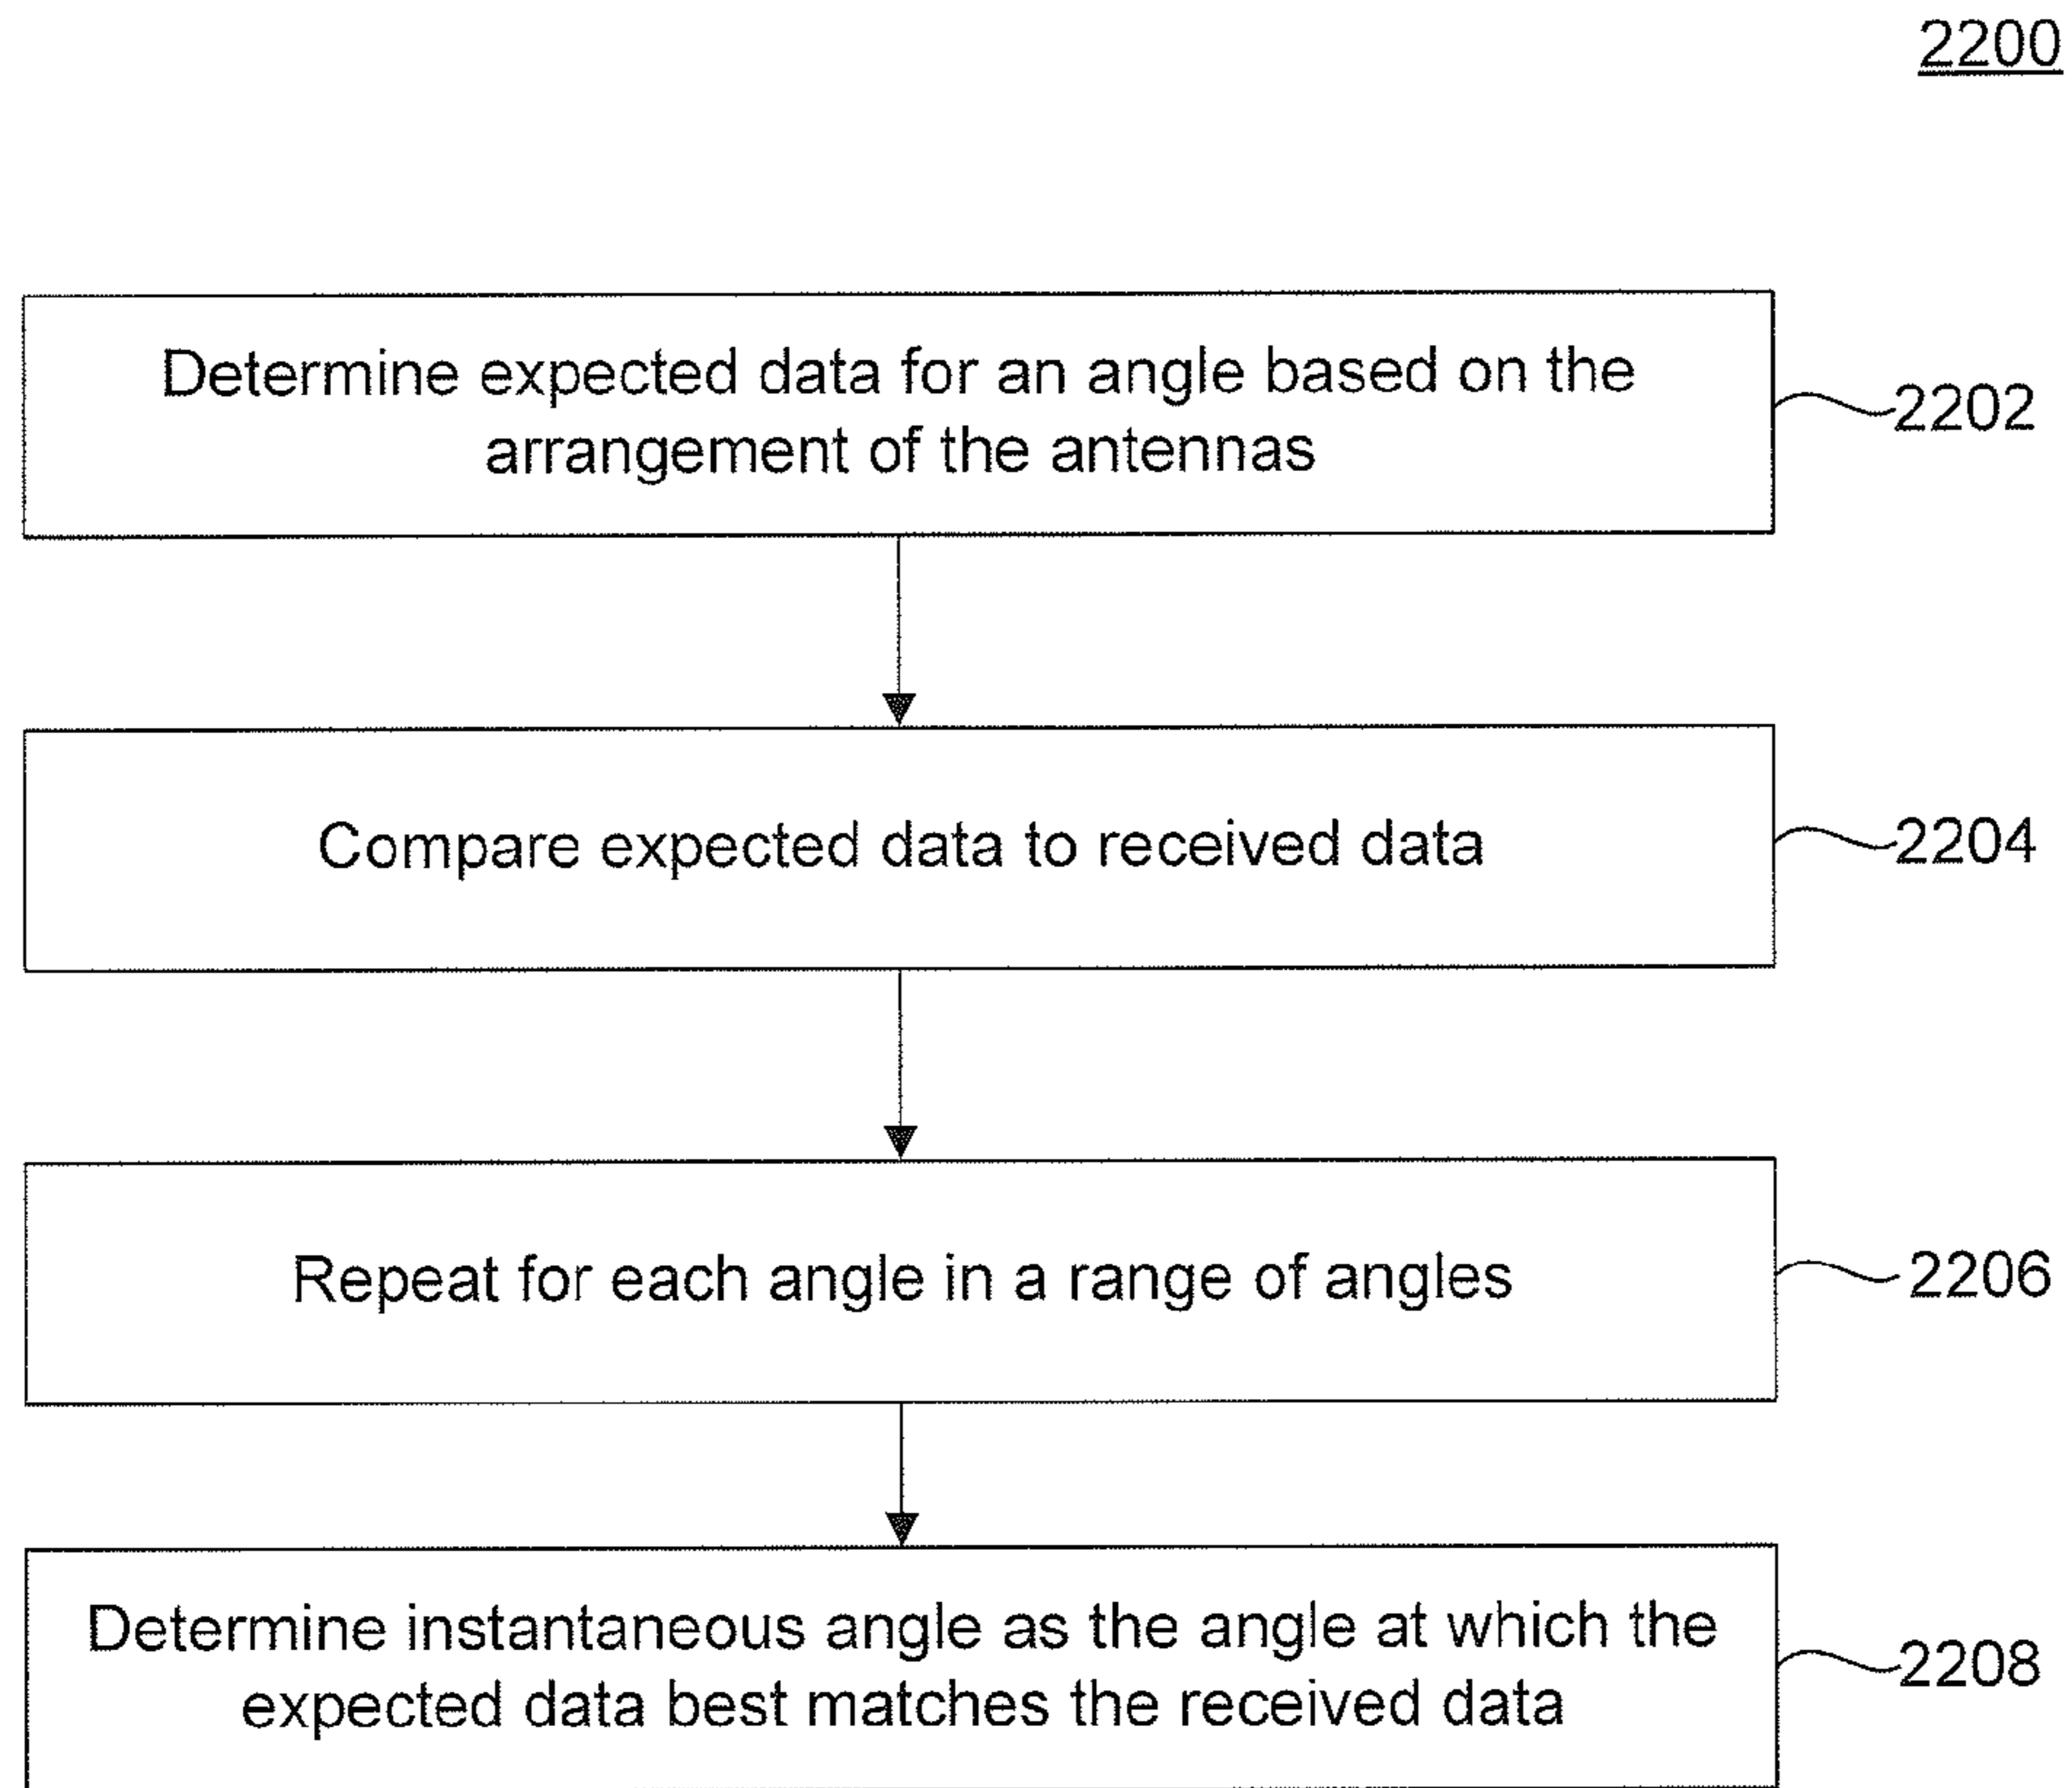 2200
Determine expected data for an angle based on the
arrangement of the antennas
2202
Compare expected data to received data
2204
Repeat for each angle in a range of angles
2206
Determine instantaneous angle as the angle at which the
expected data best matches the received data
2208